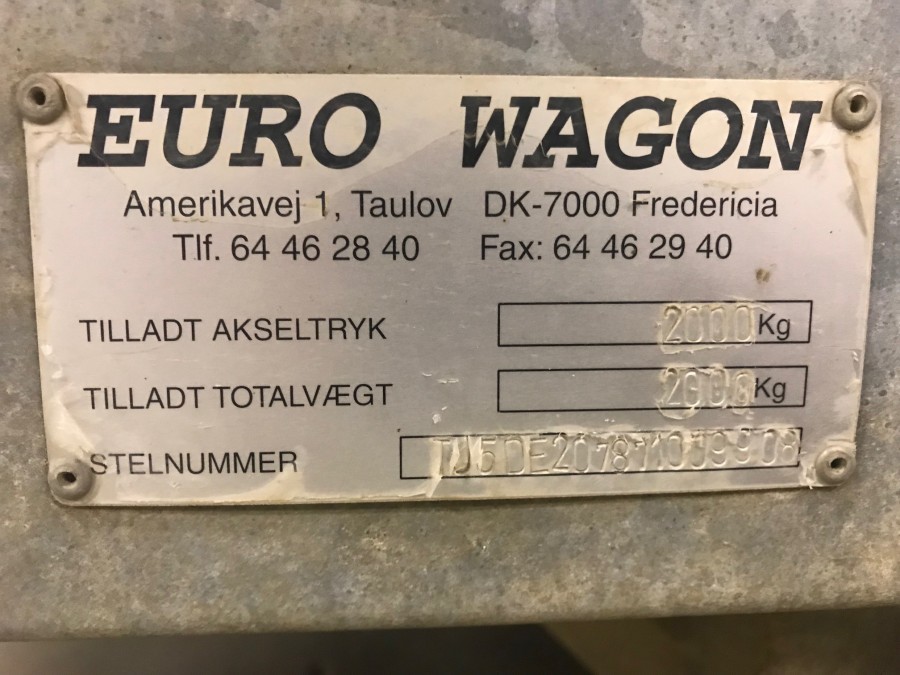 EURO WAGON
Amerikavej 1, Taulov DK-7000 Fredericia
Tlf. 64 46 28 40 Fax: 64 46 29 40
TILLADT AKSELTRYK 2000 Kg
TILLADT TOTALVÆGT 2000 Kg
STELNUMMER